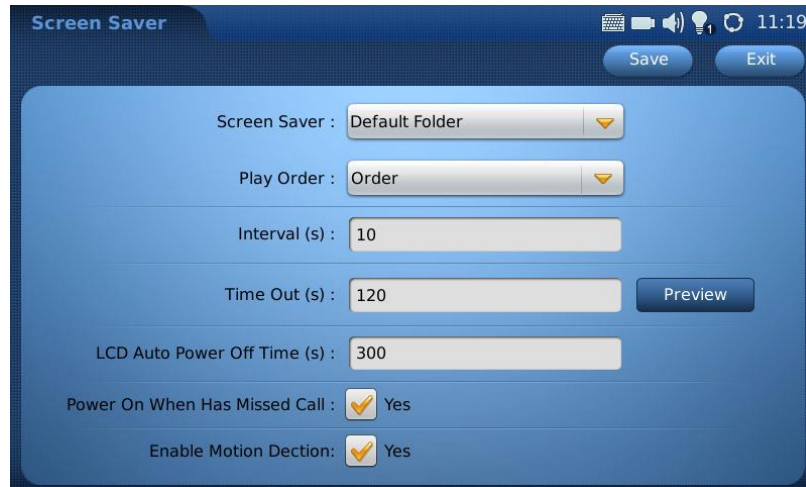 Screen Saver
1
11:19
Save
Exit
Screen Saver :
Default Folder
Play Order :
Order
Interval (s) :
10
Time Out (s) :
120
Preview
LCD Auto Power Off Time (s) :
300
Power On When Has Missed Call :
Yes
Enable Motion Dection:
Yes